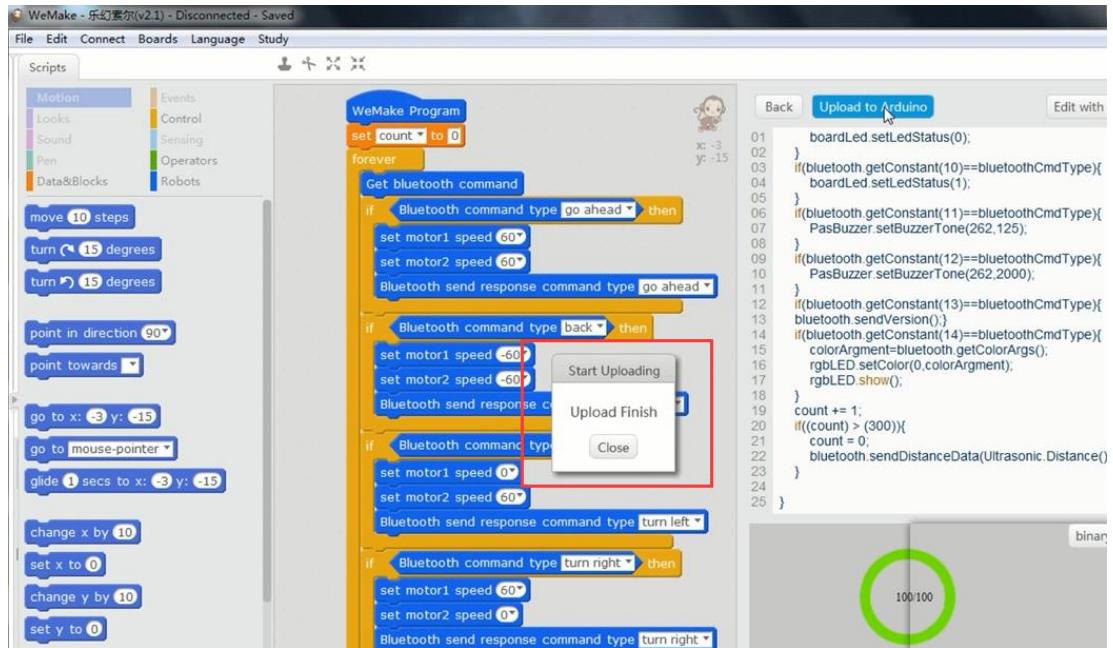 WeMake - 乐幻索尔(v2.1) - Disconnected - Saved
File Edit Connect Boards Language Study
Scripts
Motion Events
Looks Control
Sound Sensing
Pen Operators
Data&Blocks Robots
move 10 steps
turn 15 degrees
turn 15 degrees
point in direction 90
point towards
go to x: -3 y: -15
go to mouse-pointer
glide 1 secs to x: -3 y: -15
change x by 10
set x to 0
change y by 10
set y to 0
WeMake Program
set count to 0
forever
Get bluetooth command
if Bluetooth command type go ahead then
set motor1 speed 60
set motor2 speed 60
Bluetooth send response command type go ahead
if Bluetooth command type back then
set motor1 speed -60
set motor2 speed -60
Bluetooth send response
if Bluetooth command
set motor1 speed 0
set motor2 speed 60
Bluetooth send response command type turn left
if Bluetooth command type turn right then
set motor1 speed 60
set motor2 speed 0
Bluetooth send response command type turn right
x: -3
y: -15
Start Uploading
Upload Finish
Close
Back Upload to Arduino Edit with
01 boardLed.setLedStatus(0);
02 }
03 if(bluetooth.getConstant(10)==bluetoothCmdType){
04 boardLed.setLedStatus(1);
05 }
06 if(bluetooth.getConstant(11)==bluetoothCmdType){
07 PasBuzzer.setBuzzerTone(262,125);
08 }
09 if(bluetooth.getConstant(12)==bluetoothCmdType){
10 PasBuzzer.setBuzzerTone(262,2000);
11 }
12 if(bluetooth.getConstant(13)==bluetoothCmdType){
13 bluetooth.sendVersion();}
14 if(bluetooth.getConstant(14)==bluetoothCmdType){
15 colorArgment=bluetooth.getColorArgs();
16 rgbLED.setColor(0,colorArgment);
17 rgbLED.show();
18 }
19 count += 1;
20 if((count) > (300)){
21 count = 0;
22 bluetooth.sendDistanceData(Ultrasonic.Distance()
23 }
24
25 }
binary
100/100